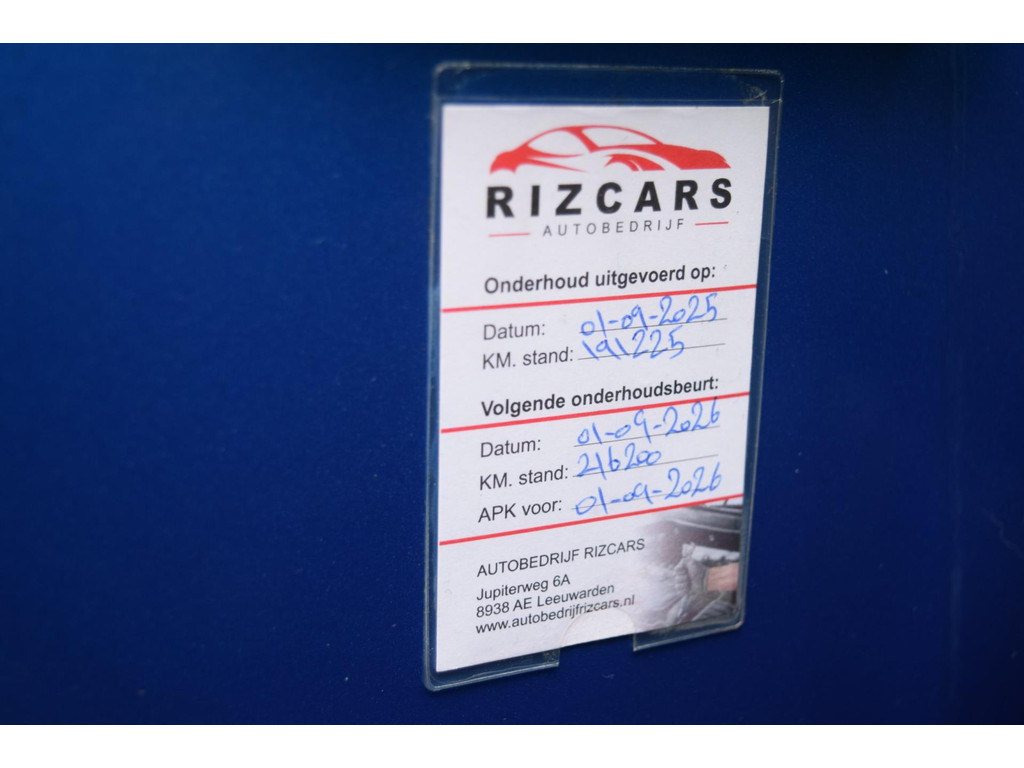 RIZCARS
AUTOBEDRIJF
Onderhoud uitgevoerd op:
Datum: 01-09-2025
KM. stand: 191225
Volgende onderhoudsbeurt:
Datum: 01-09-2026
KM. stand: 216200
APK voor: 01-09-2026
AUTOBEDRIJF RIZCARS
Jupiterweg 6A
8938 AE Leeuwarden
www.autobedrijfrizcars.nl